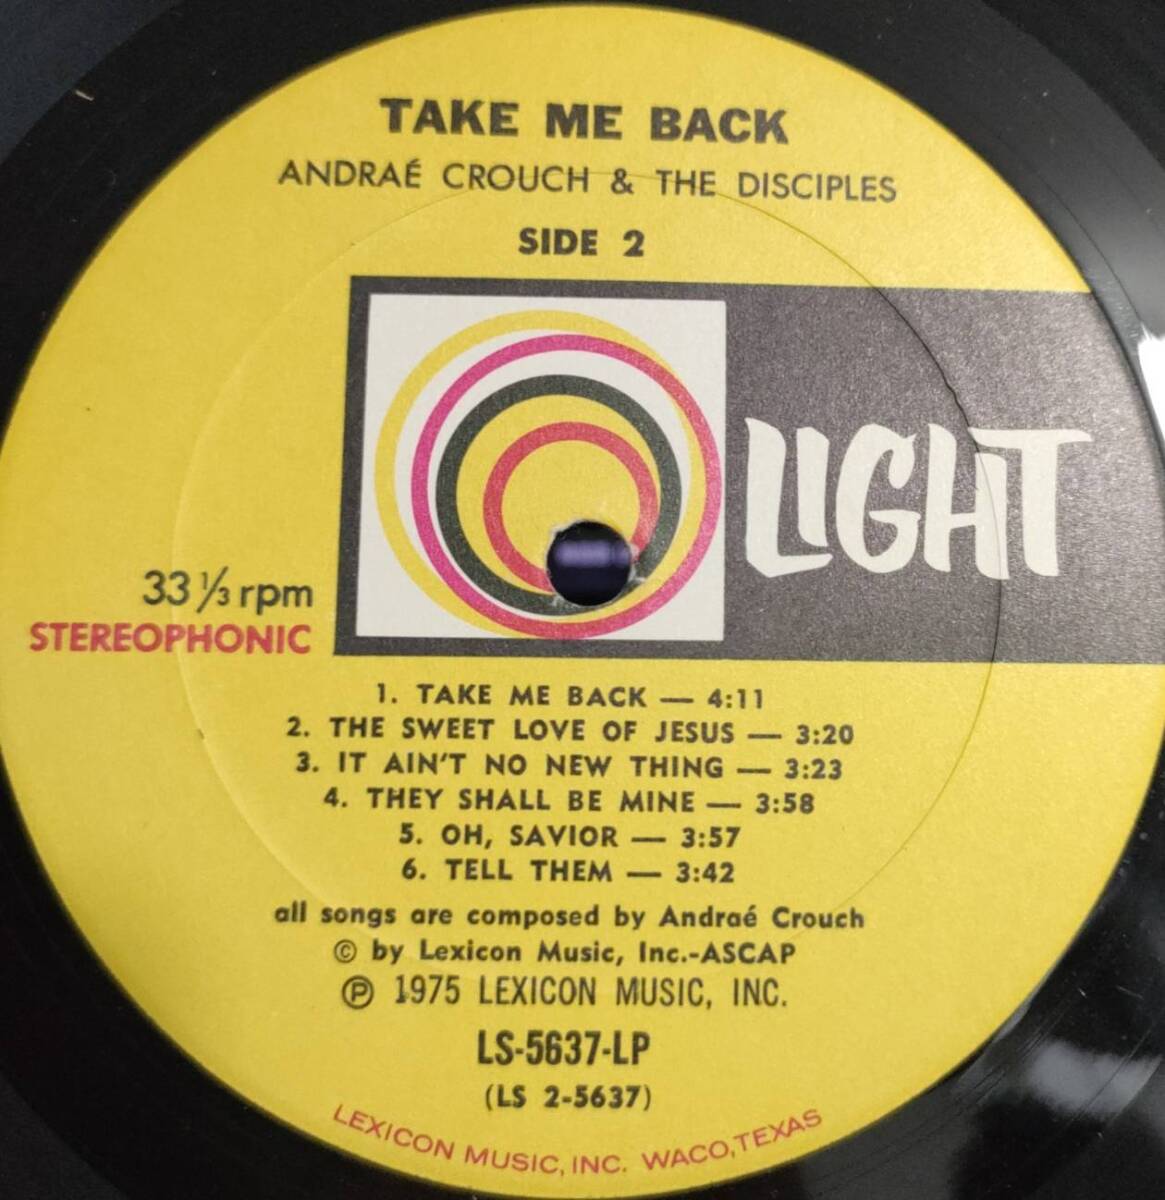 TAKE ME BACK
ANDRAÉ CROUCH & THE DISCIPLES
SIDE 2
LIGHT
33 1/3 rpm
STEREOPHONIC
1. TAKE ME BACK — 4:11
2. THE SWEET LOVE OF JESUS — 3:20
3. IT AIN'T NO NEW THING — 3:23
4. THEY SHALL BE MINE — 3:58
5. OH, SAVIOR — 3:57
6. TELL THEM — 3:42
all songs are composed by Andraé Crouch
© by Lexicon Music, Inc.-ASCAP
℗ 1975 LEXICON MUSIC, INC.
LS-5637-LP
(LS 2-5637)
LEXICON MUSIC, INC. WACO, TEXAS